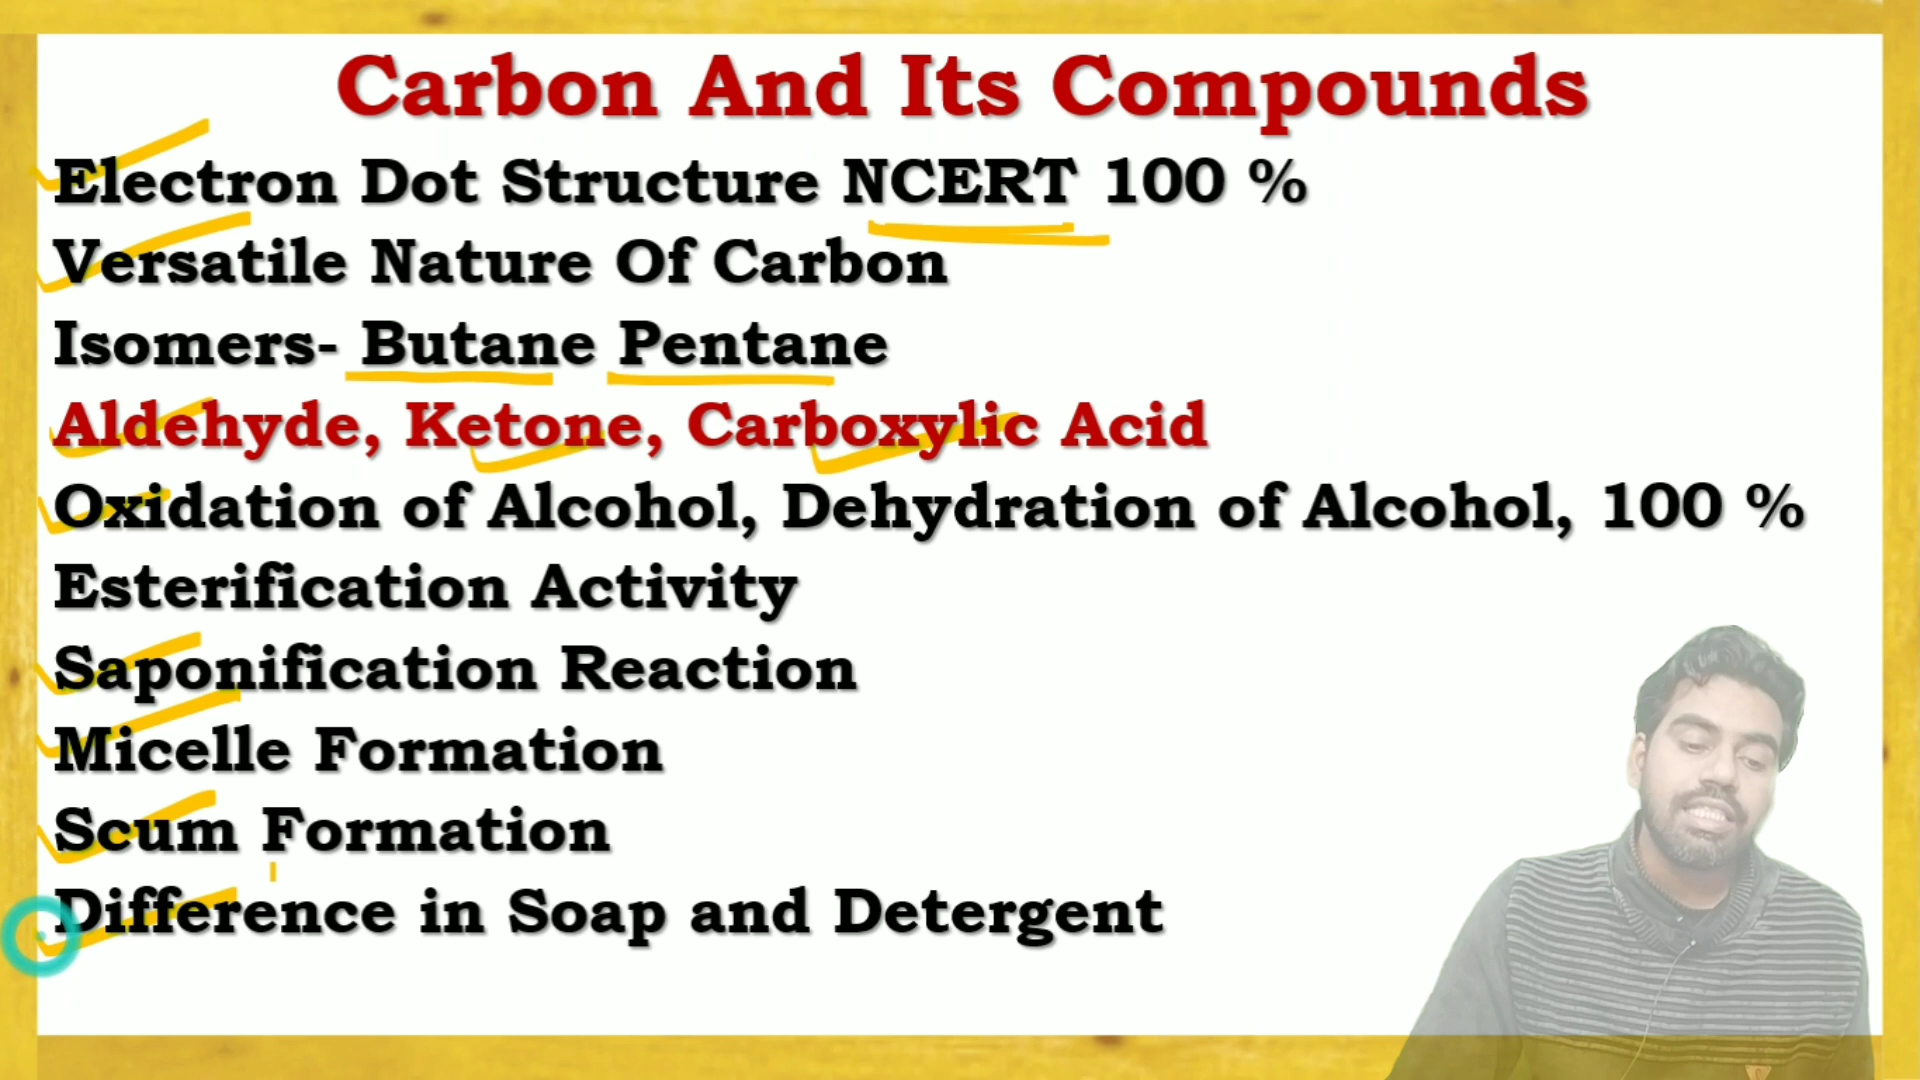 Carbon And Its Compounds
Electron Dot Structure NCERT 100 %
Versatile Nature Of Carbon
Isomers- Butane Pentane
Aldehyde, Ketone, Carboxylic Acid
Oxidation of Alcohol, Dehydration of Alcohol, 100 %
Esterification Activity
Saponification Reaction
Micelle Formation
Scum Formation
Difference in Soap and Detergent